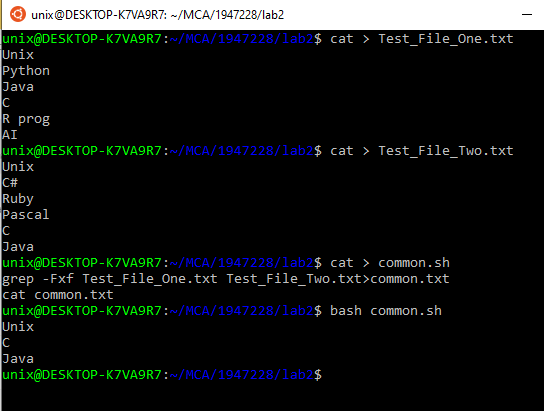 unix@DESKTOP-K7VA9R7: ~/MCA/1947228/lab2
unix@DESKTOP-K7VA9R7:~/MCA/1947228/lab2$ cat > Test_File_One.txt
Unix
Python
Java
C
R prog
AI
unix@DESKTOP-K7VA9R7:~/MCA/1947228/lab2$ cat > Test_File_Two.txt
Unix
C#
Ruby
Pascal
C
Java
unix@DESKTOP-K7VA9R7:~/MCA/1947228/lab2$ cat > common.sh
grep -Fxf Test_File_One.txt Test_File_Two.txt>common.txt
cat common.txt
unix@DESKTOP-K7VA9R7:~/MCA/1947228/lab2$ bash common.sh
Unix
C
Java
unix@DESKTOP-K7VA9R7:~/MCA/1947228/lab2$